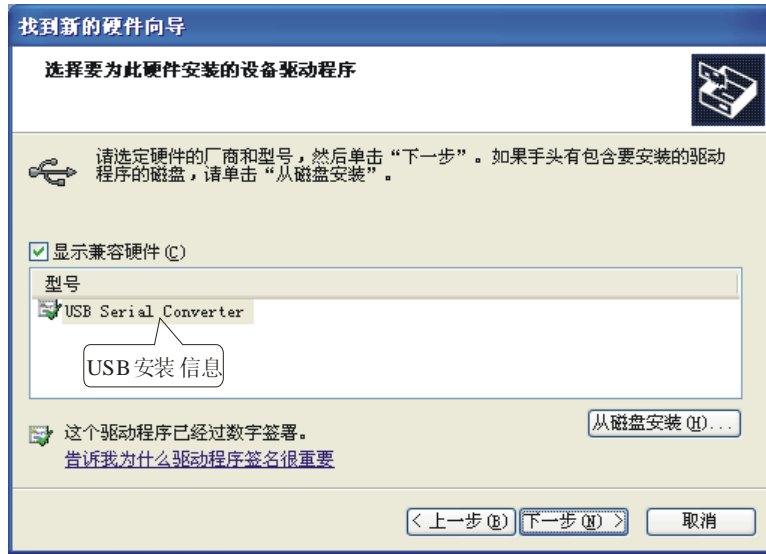 找到新的硬件向导
选择要为此硬件安装的设备驱动程序
请选定硬件的厂商和型号，然后单击“下一步”。如果手头有包含要安装的驱动
程序的磁盘，请单击“从磁盘安装”。
显示兼容硬件(C)
型号
USB Serial Converter
USB 安装 信息
这个驱动程序已经过数字签署。
从磁盘安装(H)...
告诉我为什么驱动程序签名很重要
< 上一步(B)
下一步(N) >
取消